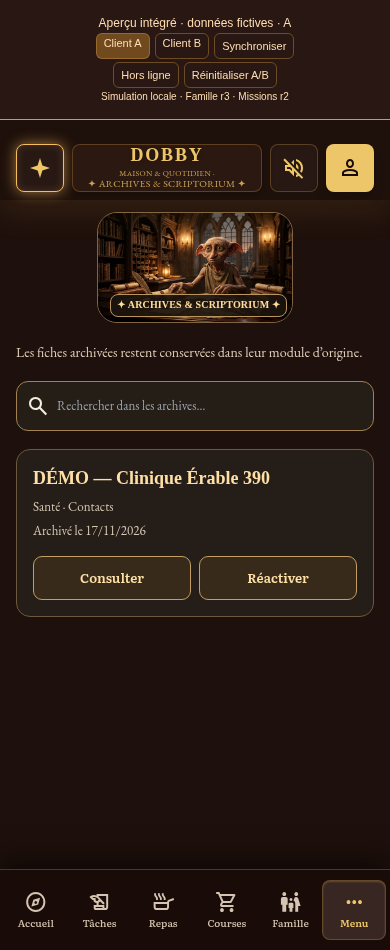 Aperçu intégré · données fictives · A
Client A
Client B
Synchroniser
Hors ligne
Réinitialiser A/B
Simulation locale · Famille r3 · Missions r2
DOBBY
MAISON & QUOTIDIEN ·
✦ ARCHIVES & SCRIPTORIUM ✦
✦ ARCHIVES & SCRIPTORIUM ✦
Les fiches archivées restent conservées dans leur module d’origine.
Rechercher dans les archives…
DÉMO — Clinique Érable 390
Santé · Contacts
Archivé le 17/11/2026
Consulter
Réactiver
Accueil
Tâches
Repas
Courses
Famille
Menu